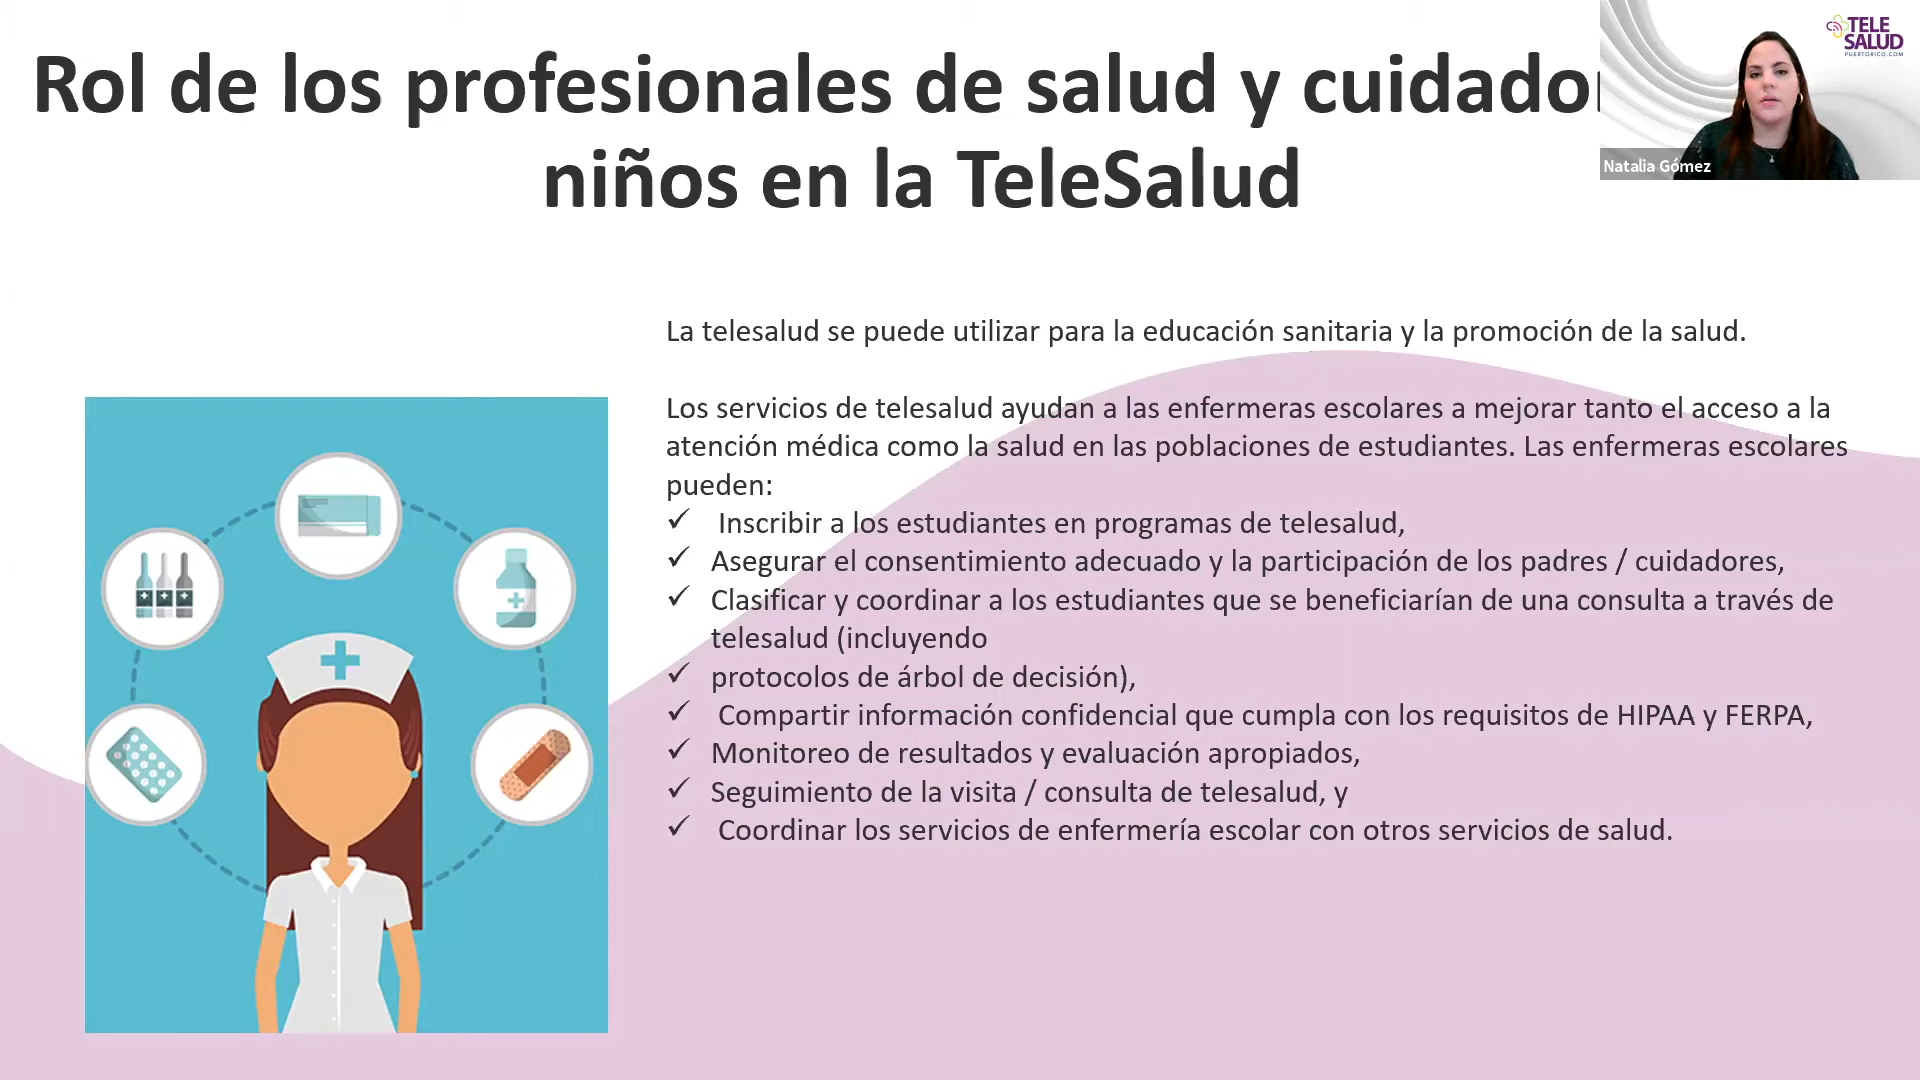 Rol de los profesionales de salud y
niños en la TeleSalud
TELE
SALUD
PUERTORICO.COM
Natalia Gómez
La telesalud se puede utilizar para la educación sanitaria y la promoción de la salud.
Los servicios de telesalud ayudan a las enfermeras escolares a mejorar tanto el acceso a la
atención médica como la salud en las poblaciones de estudiantes. Las enfermeras escolares
pueden:
✓ Inscribir a los estudiantes en programas de telesalud,
✓ Asegurar el consentimiento adecuado y la participación de los padres / cuidadores,
✓ Clasificar y coordinar a los estudiantes que se beneficiarían de una consulta a través de
telesalud (incluyendo
✓ protocolos de árbol de decisión),
✓ Compartir información confidencial que cumpla con los requisitos de HIPAA y FERPA,
✓ Monitoreo de resultados y evaluación apropiados,
✓ Seguimiento de la visita / consulta de telesalud, y
✓ Coordinar los servicios de enfermería escolar con otros servicios de salud.